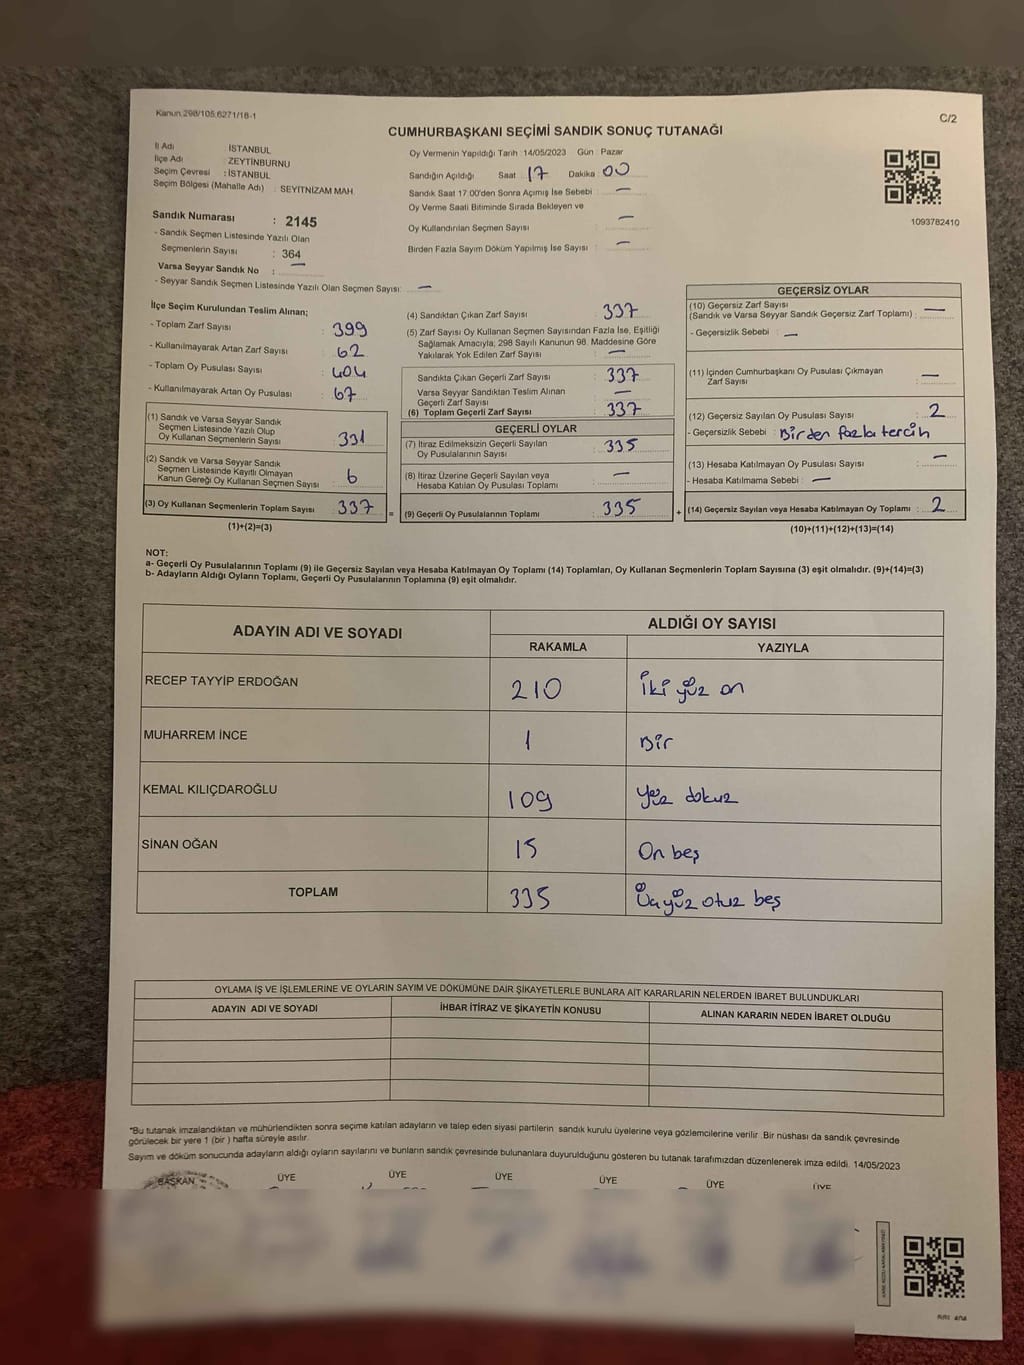 Kanun.298/105.6271/18-1
C/2
CUMHURBAŞKANI SEÇİMİ SANDIK SONUÇ TUTANAĞI
İl Adı : İSTANBUL
İlçe Adı : ZEYTİNBURNU
Seçim Çevresi : İSTANBUL
Seçim Bölgesi (Mahalle Adı) : SEYİTNİZAM MAH.
Sandık Numarası : 2145
- Sandık Seçmen Listesinde Yazılı Olan
Seçmenlerin Sayısı : 364
Varsa Seyyar Sandık No : —
- Seyyar Sandık Seçmen Listesinde Yazılı Olan Seçmen Sayısı: —
Oy Vermenin Yapıldığı Tarih :14/05/2023 Gün : Pazar
Sandığın Açıldığı Saat : 17 Dakika : 00
Sandık Saat 17.00'den Sonra Açımış İse Sebebi : —
Oy Verme Saati Bitiminde Sırada Bekleyen ve
Oy Kullandırılan Seçmen Sayısı : —
Birden Fazla Sayım Döküm Yapılmış İse Sayısı : —
1093782410
İlçe Seçim Kurulundan Teslim Alınan;
- Toplam Zarf Sayısı : 399
- Kullanılmayarak Artan Zarf Sayısı : 62
- Toplam Oy Pusulası Sayısı : 404
- Kullanılmayarak Artan Oy Pusulası : 67
(1) Sandık ve Varsa Seyyar Sandık
Seçmen Listesinde Yazılı Olup
Oy Kullanan Seçmenlerin Sayısı : 331
(2) Sandık ve Varsa Seyyar Sandık
Seçmen Listesinde Kayıtlı Olmayan
Kanun Gereği Oy Kullanan Seçmen Sayısı : 6
(3) Oy Kullanan Seçmenlerin Toplam Sayısı : 337
(1)+(2)=(3)
(4) Sandıktan Çıkan Zarf Sayısı : 337
(5) Zarf Sayısı Oy Kullanan Seçmen Sayısından Fazla İse, Eşitliği
Sağlamak Amacıyla, 298 Sayılı Kanunun 98. Maddesine Göre
Yakılarak Yok Edilen Zarf Sayısı : —
Sandıkta Çıkan Geçerli Zarf Sayısı : 337
Varsa Seyyar Sandıktan Teslim Alınan
Geçerli Zarf Sayısı : —
(6) Toplam Geçerli Zarf Sayısı : 337
GEÇERLİ OYLAR
(7) İtiraz Edilmeksizin Geçerli Sayılan
Oy Pusulalarının Sayısı : 335
(8) İtiraz Üzerine Geçerli Sayılan veya
Hesaba Katılan Oy Pusulası Toplamı : —
= (9) Geçerli Oy Pusulalarının Toplamı : 335
GEÇERSİZ OYLAR
(10) Geçersiz Zarf Sayısı
(Sandık ve Varsa Seyyar Sandık Geçersiz Zarf Toplamı) : —
- Geçersizlik Sebebi : —
(11) İçinden Cumhurbaşkanı Oy Pusulası Çıkmayan
Zarf Sayısı : —
(12) Geçersiz Sayılan Oy Pusulası Sayısı : 2
- Geçersizlik Sebebi : Birden fazla tercih
(13) Hesaba Katılmayan Oy Pusulası Sayısı : —
- Hesaba Katılmama Sebebi : —
+ (14) Geçersiz Sayılan veya Hesaba Katılmayan Oy Toplamı : 2
(10)+(11)+(12)+(13)=(14)
NOT:
a- Geçerli Oy Pusulalarının Toplamı (9) ile Geçersiz Sayılan veya Hesaba Katılmayan Oy Toplamı (14) Toplamları, Oy Kullanan Seçmenlerin Toplam Sayısına (3) eşit olmalıdır. (9)+(14)=(3)
b- Adayların Aldığı Oyların Toplamı, Geçerli Oy Pusulalarının Toplamına (9) eşit olmalıdır.
ADAYIN ADI VE SOYADI
ALDIĞI OY SAYISI
RAKAMLA YAZIYLA
RECEP TAYYİP ERDOĞAN 210 İki yüz on
MUHARREM İNCE 1 Bir
KEMAL KILIÇDAROĞLU 109 Yüz dokuz
SİNAN OĞAN 15 On beş
TOPLAM 335 Üçyüz otuz beş
OYLAMA İŞ VE İŞLEMLERİNE VE OYLARIN SAYIM VE DÖKÜMÜNE DAİR ŞİKAYETLERLE BUNLARA AİT KARARLARIN NELERDEN İBARET BULUNDUKLARI
ADAYIN ADI VE SOYADI İHBAR İTİRAZ VE ŞİKAYETİN KONUSU ALINAN KARARIN NEDEN İBARET OLDUĞU
*Bu tutanak imzalandıktan ve mühürlendikten sonra seçime katılan adayların ve talep eden siyasi partilerin sandık kurulu üyelerine veya gözlemcilerine verilir .Bir nüshası da sandık çevresinde
görülecek bir yere 1 (bir ) hafta süreyle asılır.
Sayım ve döküm sonucunda adayların aldığı oyların sayılarını ve bunların sandık çevresinde bulunanlara duyurulduğunu gösteren bu tutanak tarafımızdan düzenlenerek imza edildi. 14/05/2023
BAŞKAN ÜYE ÜYE ÜYE ÜYE ÜYE ÜYE